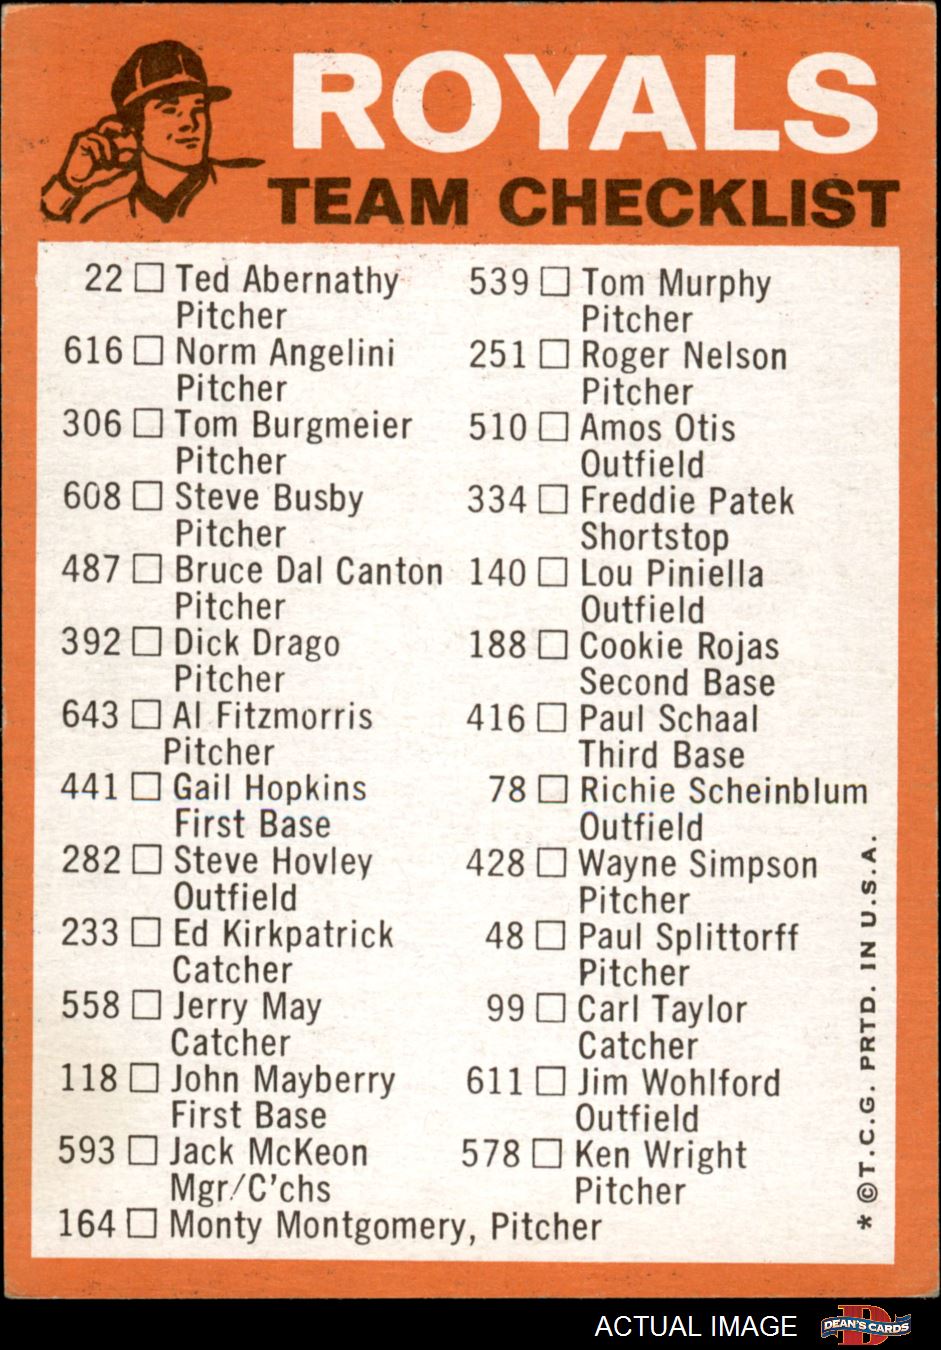 ROYALS
TEAM CHECKLIST
22 Ted Abernathy
Pitcher
616 Norm Angelini
Pitcher
306 Tom Burgmeier
Pitcher
608 Steve Busby
Pitcher
487 Bruce Dal Canton
Pitcher
392 Dick Drago
Pitcher
643 Al Fitzmorris
Pitcher
441 Gail Hopkins
First Base
282 Steve Hovley
Outfield
233 Ed Kirkpatrick
Catcher
558 Jerry May
Catcher
118 John Mayberry
First Base
593 Jack McKeon
Mgr/C'chs
164 Monty Montgomery, Pitcher
539 Tom Murphy
Pitcher
251 Roger Nelson
Pitcher
510 Amos Otis
Outfield
334 Freddie Patek
Shortstop
140 Lou Piniella
Outfield
188 Cookie Rojas
Second Base
416 Paul Schaal
Third Base
78 Richie Scheinblum
Outfield
428 Wayne Simpson
Pitcher
48 Paul Splittorff
Pitcher
99 Carl Taylor
Catcher
611 Jim Wohlford
Outfield
578 Ken Wright
Pitcher
* © T.C.G. PRTD. IN U.S.A.
ACTUAL IMAGE
D
DEAN'S CARDS